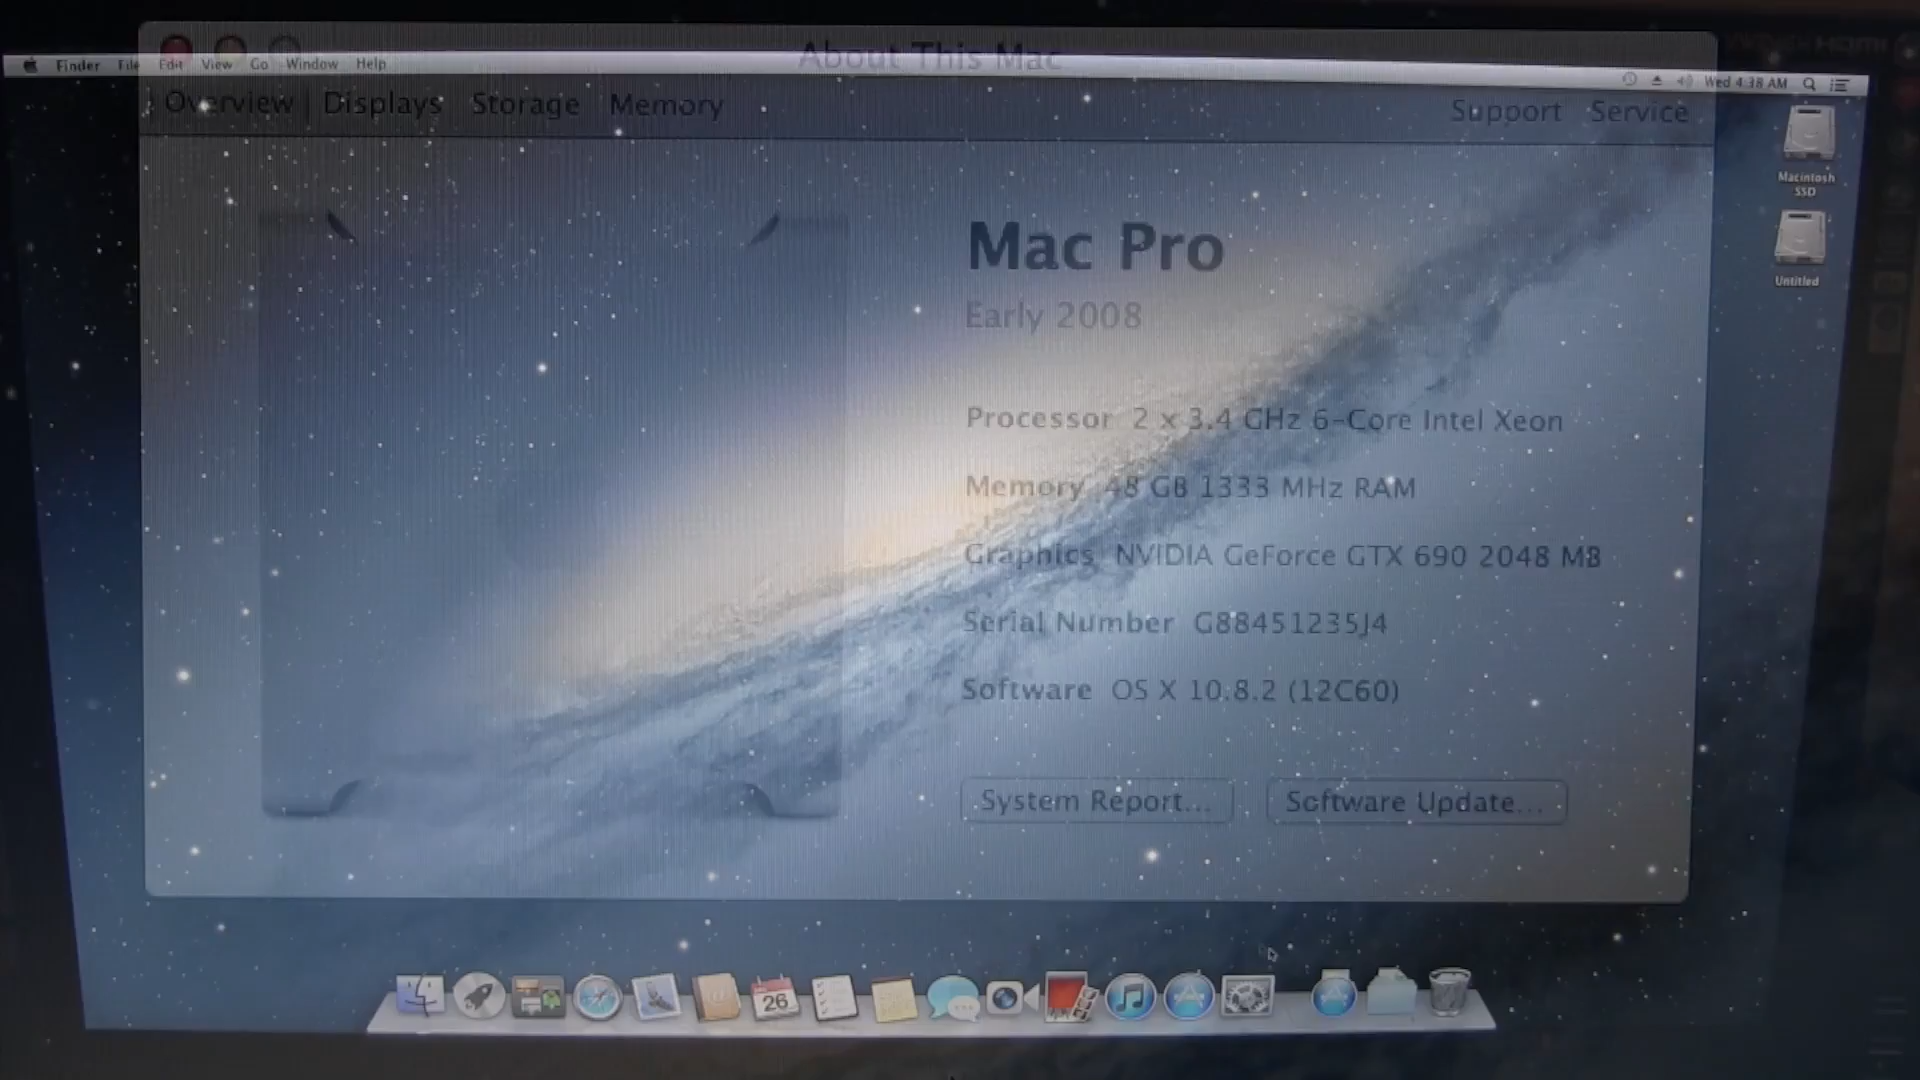 About This Mac
Finder File Edit View Go Window Help
Wed 4:38 AM
Overview Displays Storage Memory
Support Service
Macintosh
SSD
Untitled
Mac Pro
Early 2008
Processor 2 x 3.4 GHz 6-Core Intel Xeon
Memory 48 GB 1333 MHz RAM
Graphics NVIDIA GeForce GTX 690 2048 MB
Serial Number G88451235J4
Software OS X 10.8.2 (12C60)
System Report...
Software Update...
26